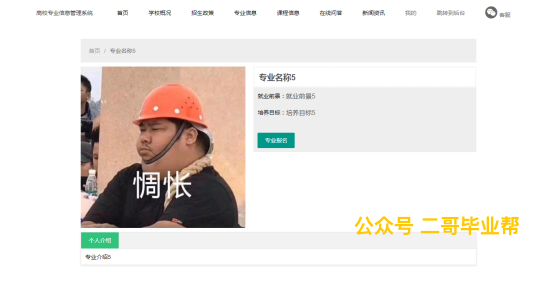 高校专业信息管理系统 首页 学校概况 招生政策 专业信息 课程信息 在线问答 新闻资讯 我的 跳转到后台 客服
首页 / 专业名称5
专业名称5
就业前景：就业前景5
培养目标：培养目标5
专业报名
惆怅
公众号 二哥毕业帮
个人介绍
专业介绍5